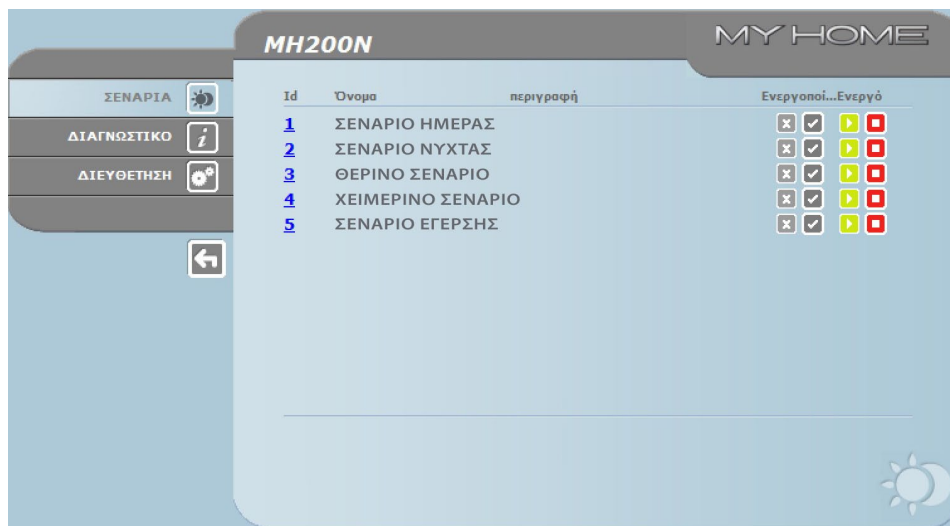 MH200N
MY HOME
ΣΕΝΑΡΙΑ
ΔΙΑΓΝΩΣΤΙΚΟ
ΔΙΕΥΘΕΤΗΣΗ
Id Όνομα περιγραφή Ενεργοποί...Ενεργό
1 ΣΕΝΑΡΙΟ ΗΜΕΡΑΣ
2 ΣΕΝΑΡΙΟ ΝΥΧΤΑΣ
3 ΘΕΡΙΝΟ ΣΕΝΑΡΙΟ
4 ΧΕΙΜΕΡΙΝΟ ΣΕΝΑΡΙΟ
5 ΣΕΝΑΡΙΟ ΕΓΕΡΣΗΣ